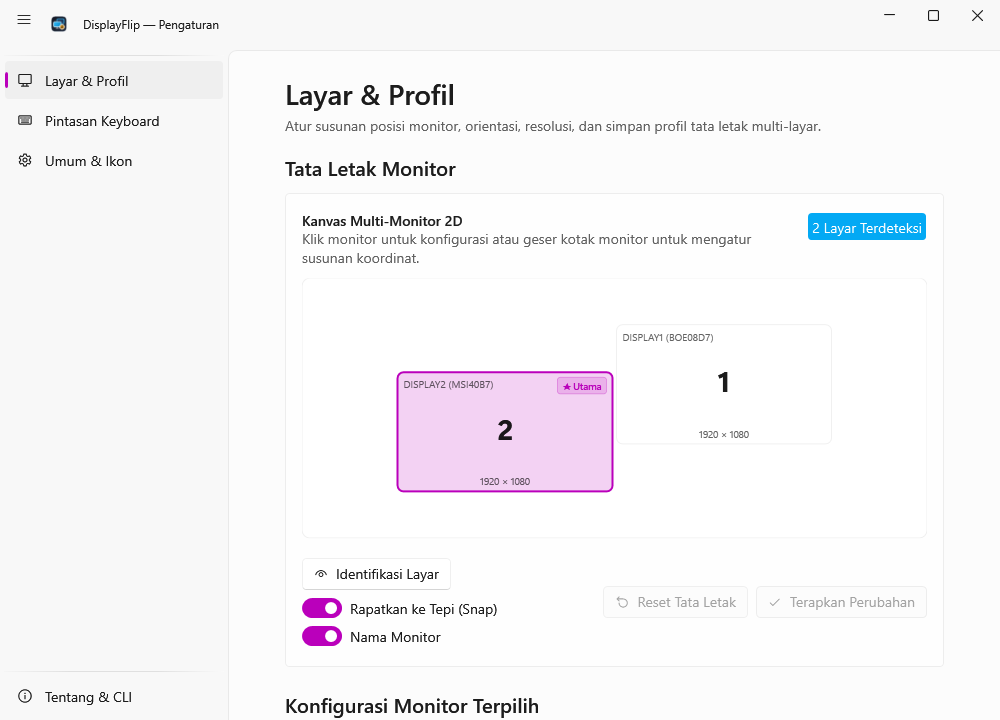 DisplayFlip — Pengaturan
Layar & Profil
Pintasan Keyboard
Umum & Ikon
Tentang & CLI
Layar & Profil
Atur susunan posisi monitor, orientasi, resolusi, dan simpan profil tata letak multi-layar.
Tata Letak Monitor
Kanvas Multi-Monitor 2D
Klik monitor untuk konfigurasi atau geser kotak monitor untuk mengatur
susunan koordinat.
2 Layar Terdeteksi
DISPLAY2 (MSI40B7)
★ Utama
2
1920 × 1080
DISPLAY1 (BOE08D7)
1
1920 × 1080
Identifikasi Layar
Rapatkan ke Tepi (Snap)
Nama Monitor
Reset Tata Letak
Terapkan Perubahan
Konfigurasi Monitor Terpilih